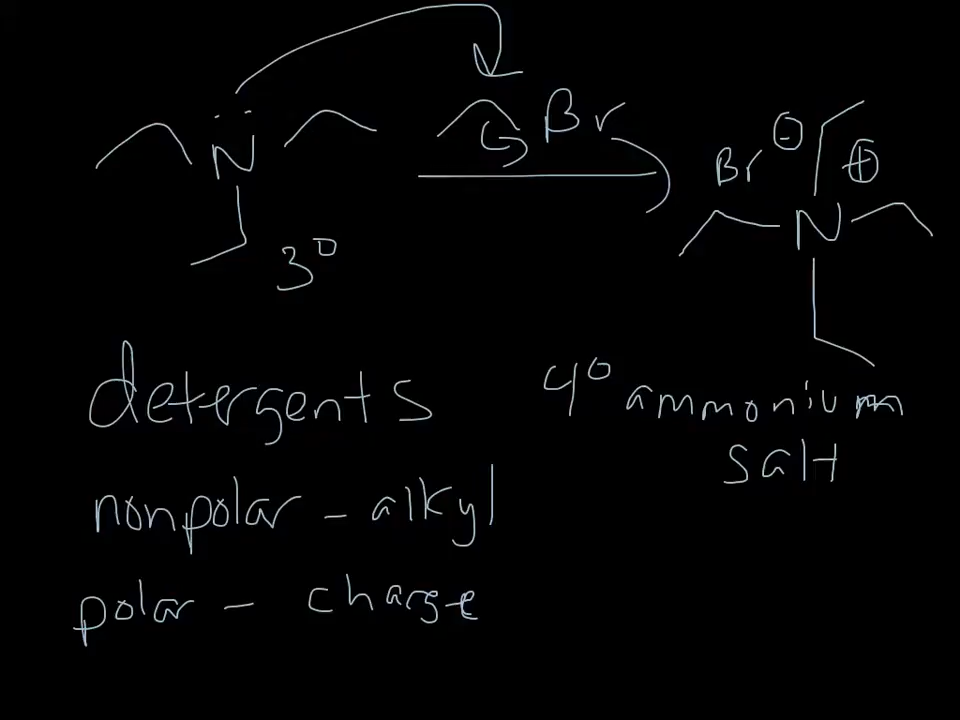 N
Br
3°
Br ⊖ ⊕
N
detergents
4° ammonium
salt
nonpolar - alkyl
polar - charge